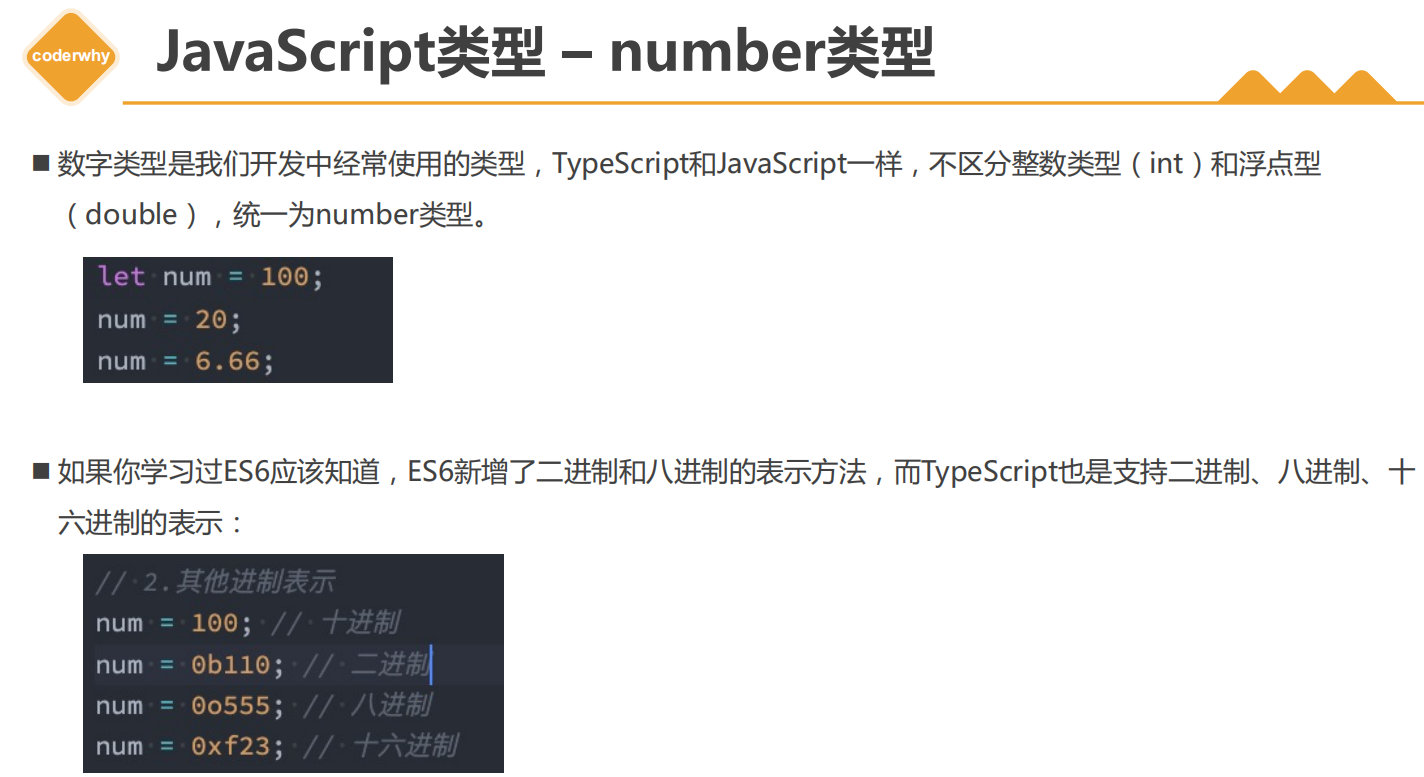 coderwhy
JavaScript类型 – number类型
■ 数字类型是我们开发中经常使用的类型，TypeScript和JavaScript一样，不区分整数类型（int）和浮点型
（double），统一为number类型。
let num = 100;
num = 20;
num = 6.66;
■ 如果你学习过ES6应该知道，ES6新增了二进制和八进制的表示方法，而TypeScript也是支持二进制、八进制、十
六进制的表示：
// 2.其他进制表示
num = 100; // 十进制
num = 0b110; // 二进制
num = 0o555; // 八进制
num = 0xf23; // 十六进制